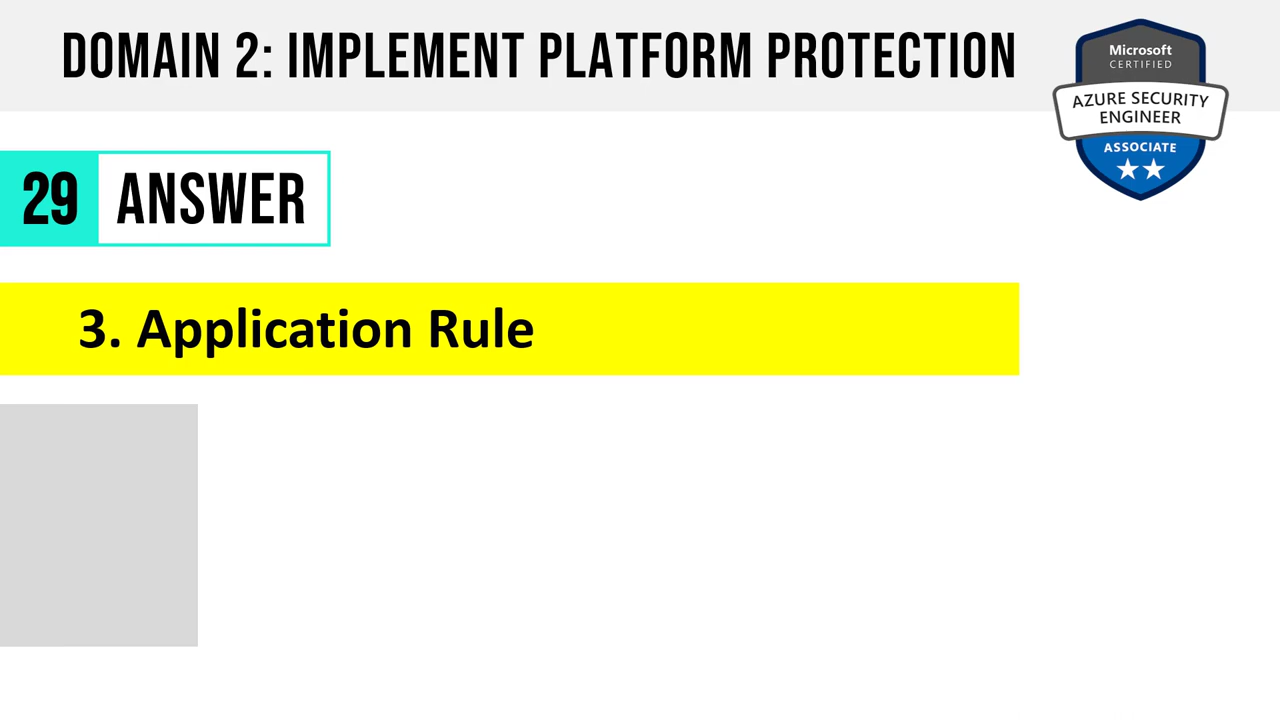 DOMAIN 2: IMPLEMENT PLATFORM PROTECTION
Microsoft
CERTIFIED
AZURE SECURITY
ENGINEER
ASSOCIATE
29 ANSWER
3. Application Rule